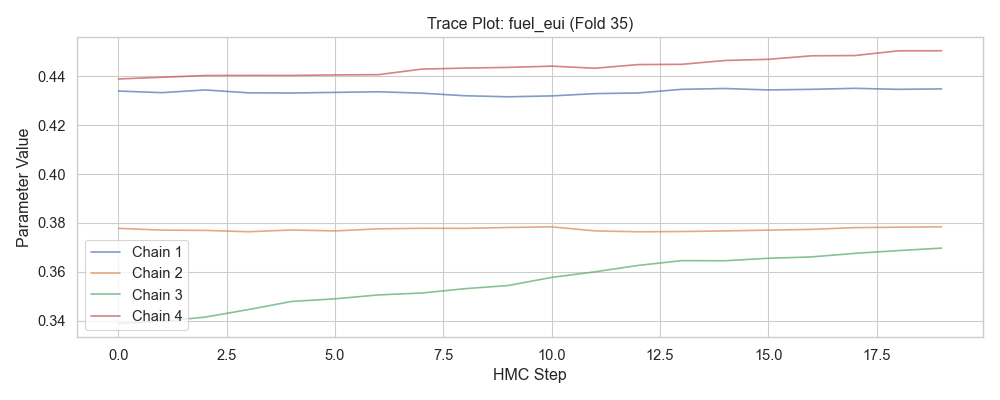 Trace Plot: fuel_eui (Fold 35)
Parameter Value
0.44
0.42
0.40
0.38
0.36
0.34
Chain 1
Chain 2
Chain 3
Chain 4
0.0 2.5 5.0 7.5 10.0 12.5 15.0 17.5
HMC Step